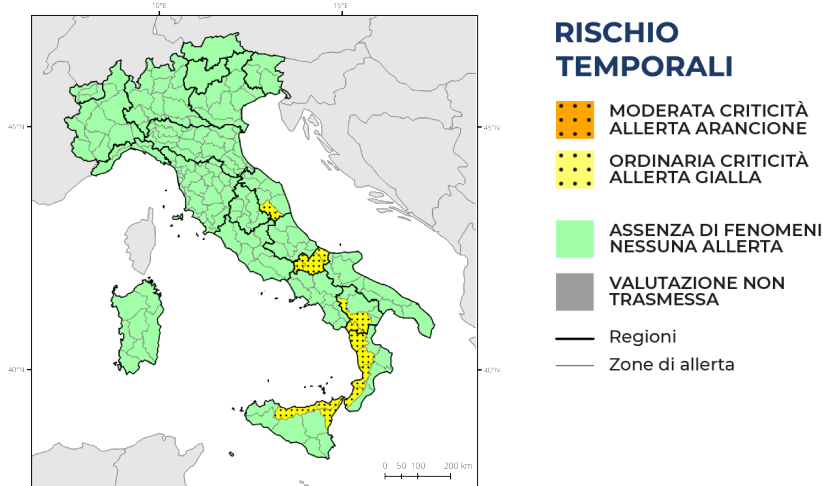 10°E 15°E
RISCHIO
TEMPORALI
MODERATA CRITICITÀ
ALLERTA ARANCIONE
45°N 45°N
ORDINARIA CRITICITÀ
ALLERTA GIALLA
ASSENZA DI FENOMENI
NESSUNA ALLERTA
VALUTAZIONE NON
TRASMESSA
Regioni
Zone di allerta
40°N 40°N
0 50 100 200 km